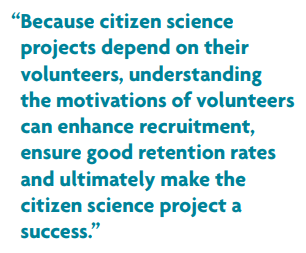 “Because citizen science
projects depend on their
volunteers, understanding
the motivations of volunteers
can enhance recruitment,
ensure good retention rates
and ultimately make the
citizen science project a
success.”